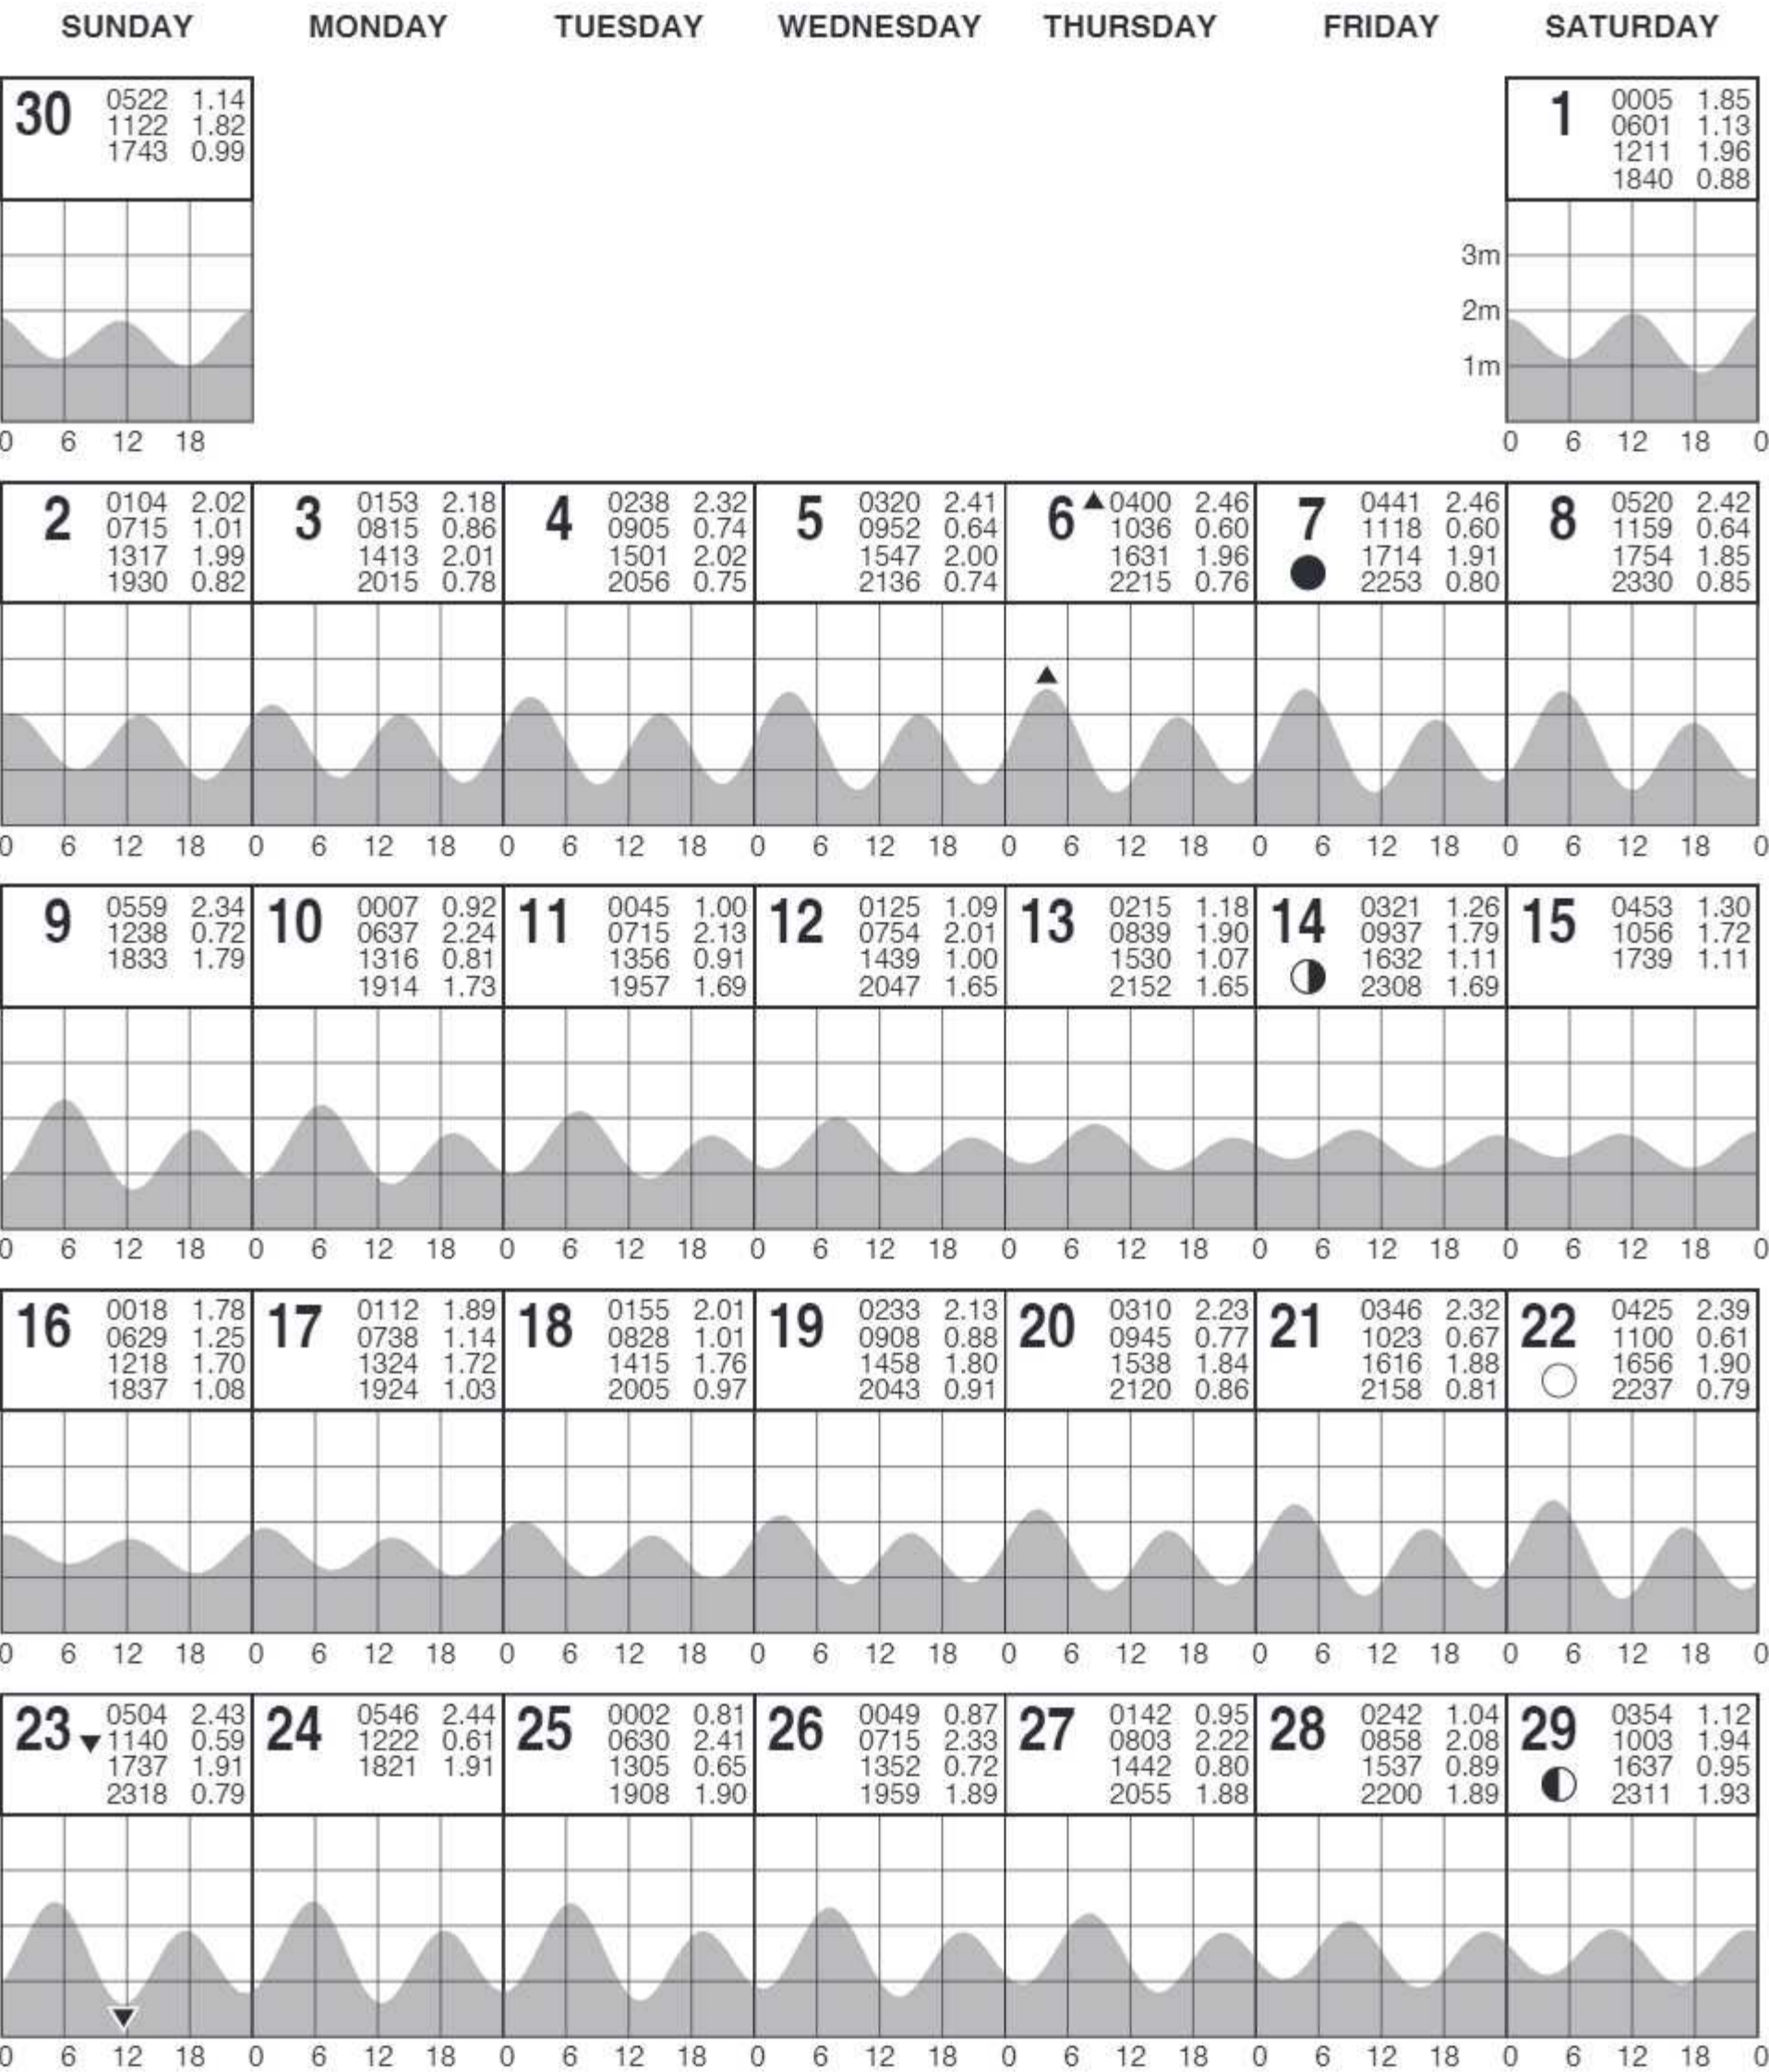 SUNDAY MONDAY TUESDAY WEDNESDAY THURSDAY FRIDAY SATURDAY
30 0522 1.14
1122 1.82
1743 0.99
1 0005 1.85
0601 1.13
1211 1.96
1840 0.88
3m
2m
1m
0 6 12 18
0 6 12 18 0
2 0104 2.02
0715 1.01
1317 1.99
1930 0.82
3 0153 2.18
0815 0.86
1413 2.01
2015 0.78
4 0238 2.32
0905 0.74
1501 2.02
2056 0.75
5 0320 2.41
0952 0.64
1547 2.00
2136 0.74
6 ▲ 0400 2.46
1036 0.60
1631 1.96
2215 0.76
7 0441 2.46
1118 0.60
1714 1.91
2253 0.80
8 0520 2.42
1159 0.64
1754 1.85
2330 0.85
0 6 12 18 0 6 12 18 0 6 12 18 0 6 12 18 0 6 12 18 0 6 12 18 0 6 12 18 0
9 0559 2.34
1238 0.72
1833 1.79
10 0007 0.92
0637 2.24
1316 0.81
1914 1.73
11 0045 1.00
0715 2.13
1356 0.91
1957 1.69
12 0125 1.09
0754 2.01
1439 1.00
2047 1.65
13 0215 1.18
0839 1.90
1530 1.07
2152 1.65
14 0321 1.26
0937 1.79
1632 1.11
2308 1.69
15 0453 1.30
1056 1.72
1739 1.11
0 6 12 18 0 6 12 18 0 6 12 18 0 6 12 18 0 6 12 18 0 6 12 18 0 6 12 18 0
16 0018 1.78
0629 1.25
1218 1.70
1837 1.08
17 0112 1.89
0738 1.14
1324 1.72
1924 1.03
18 0155 2.01
0828 1.01
1415 1.76
2005 0.97
19 0233 2.13
0908 0.88
1458 1.80
2043 0.91
20 0310 2.23
0945 0.77
1538 1.84
2120 0.86
21 0346 2.32
1023 0.67
1616 1.88
2158 0.81
22 0425 2.39
1100 0.61
1656 1.90
2237 0.79
0 6 12 18 0 6 12 18 0 6 12 18 0 6 12 18 0 6 12 18 0 6 12 18 0 6 12 18 0
23 0504 2.43
▼ 1140 0.59
1737 1.91
2318 0.79
24 0546 2.44
1222 0.61
1821 1.91
25 0002 0.81
0630 2.41
1305 0.65
1908 1.90
26 0049 0.87
0715 2.33
1352 0.72
1959 1.89
27 0142 0.95
0803 2.22
1442 0.80
2055 1.88
28 0242 1.04
0858 2.08
1537 0.89
2200 1.89
29 0354 1.12
1003 1.94
1637 0.95
2311 1.93
0 6 12 18 0 6 12 18 0 6 12 18 0 6 12 18 0 6 12 18 0 6 12 18 0 6 12 18 0